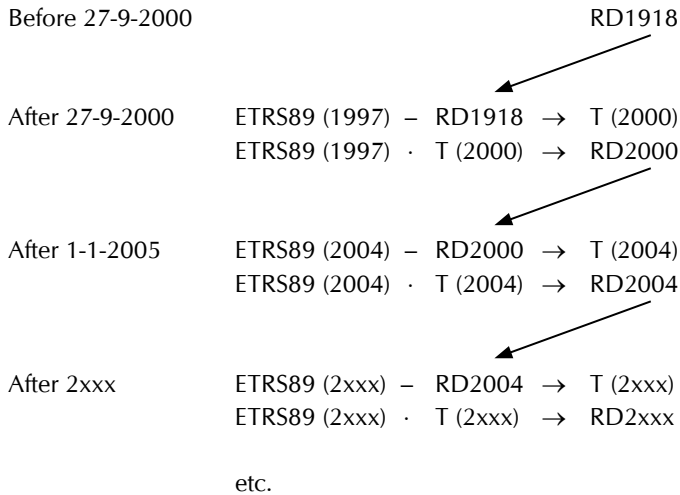 Before 27-9-2000 RD1918
After 27-9-2000 ETRS89 (1997) – RD1918 → T (2000)
ETRS89 (1997) · T (2000) → RD2000
After 1-1-2005 ETRS89 (2004) – RD2000 → T (2004)
ETRS89 (2004) · T (2004) → RD2004
After 2xxx ETRS89 (2xxx) – RD2004 → T (2xxx)
ETRS89 (2xxx) · T (2xxx) → RD2xxx
etc.